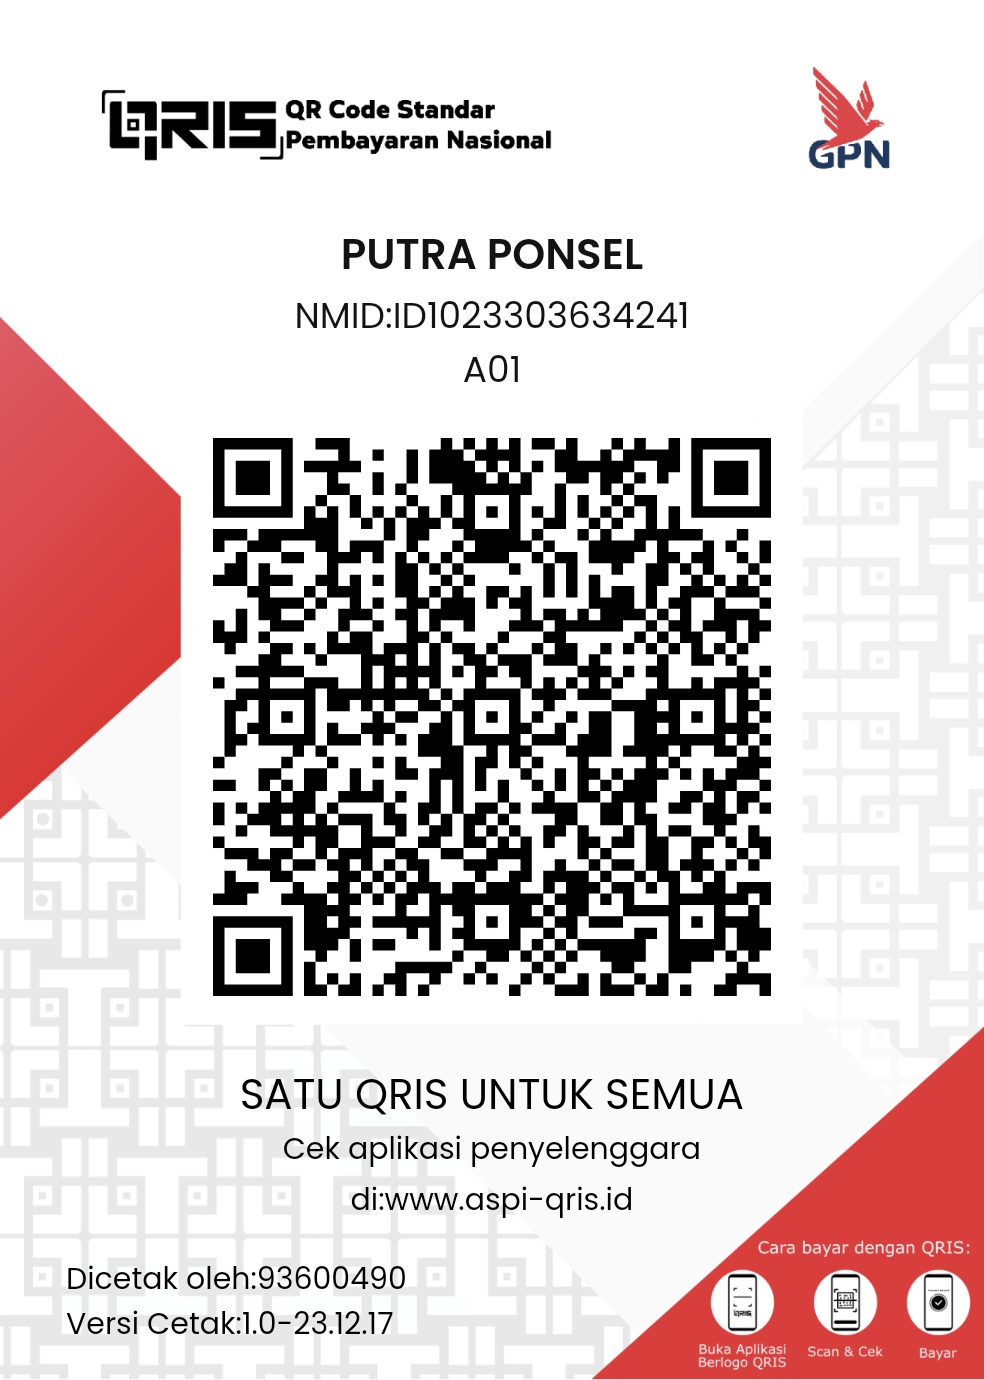 QRIS QR Code Standar
Pembayaran Nasional
GPN
PUTRA PONSEL
NMID:ID1023303634241
A01
SATU QRIS UNTUK SEMUA
Cek aplikasi penyelenggara
di:www.aspi-qris.id
Dicetak oleh:93600490
Versi Cetak:1.0-23.12.17
Cara bayar dengan QRIS:
Buka Aplikasi
Berlogo QRIS
Scan & Cek
Bayar